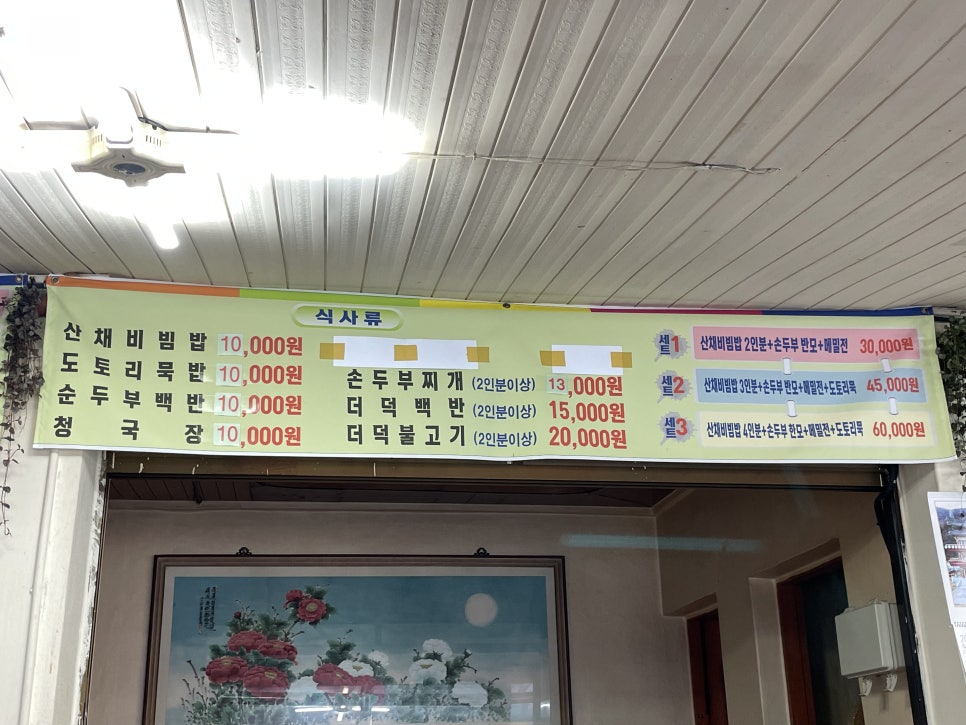 식사류
산채비빔밥 10,000원
도토리묵밥 10,000원
순두부백반 10,000원
청국장 10,000원
손두부찌개 (2인분이상) 13,000원
더덕백반 (2인분이상) 15,000원
더덕불고기 (2인분이상) 20,000원
세트1 산채비빔밥 2인분+손두부 반모+메밀전 30,000원
세트2 산채비빔밥 3인분+손두부 반모+메밀전+도토리묵 45,000원
세트3 산채비빔밥 4인분+손두부 한모+메밀전+도토리묵 60,000원